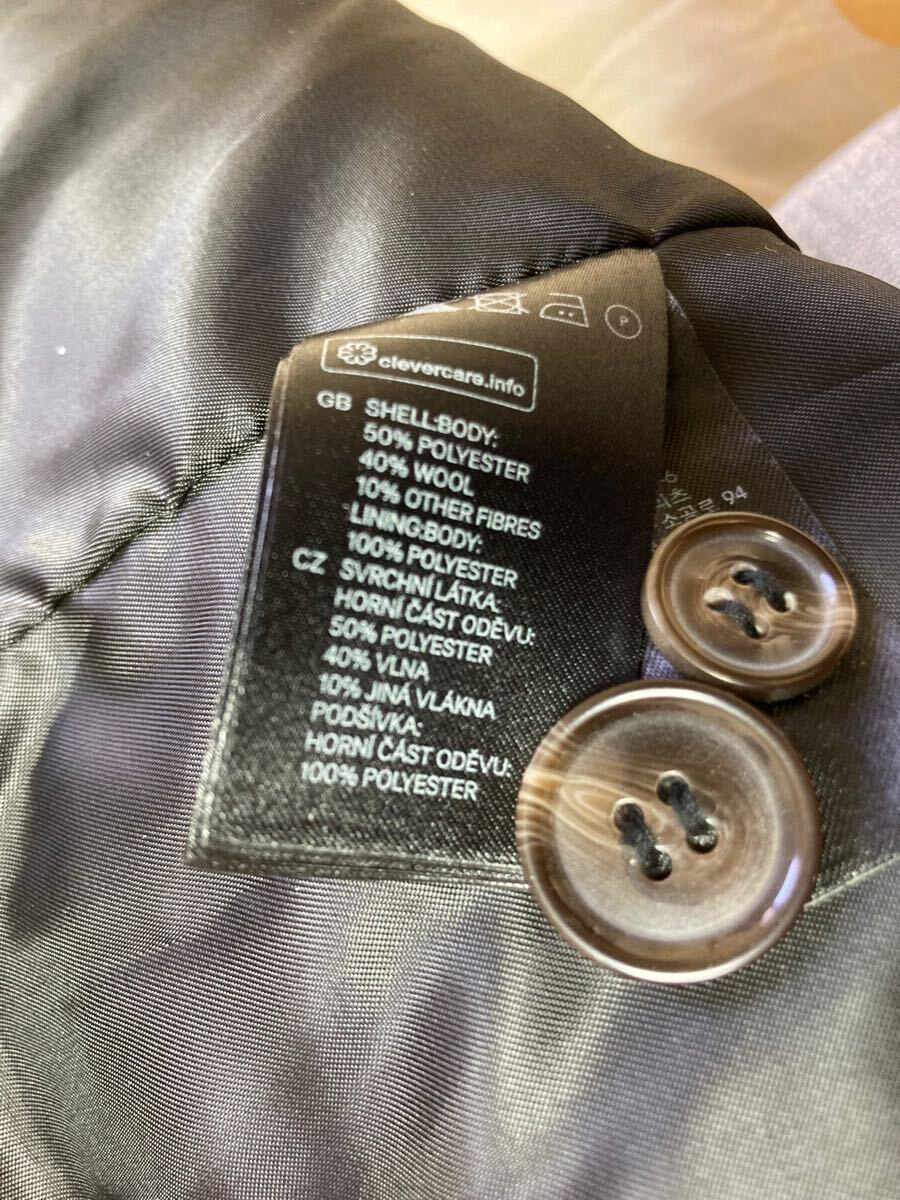 P
clevercare.info
GB SHELL:BODY:
50% POLYESTER
40% WOOL
10% OTHER FIBRES
LINING:BODY:
100% POLYESTER
CZ SVRCHNÍ LÁTKA:
HORNÍ ČÁST ODĚVU:
50% POLYESTER
40% VLNA
10% JINÁ VLÁKNA
PODŠÍVKA:
HORNÍ ČÁST ODĚVU:
100% POLYESTER
94